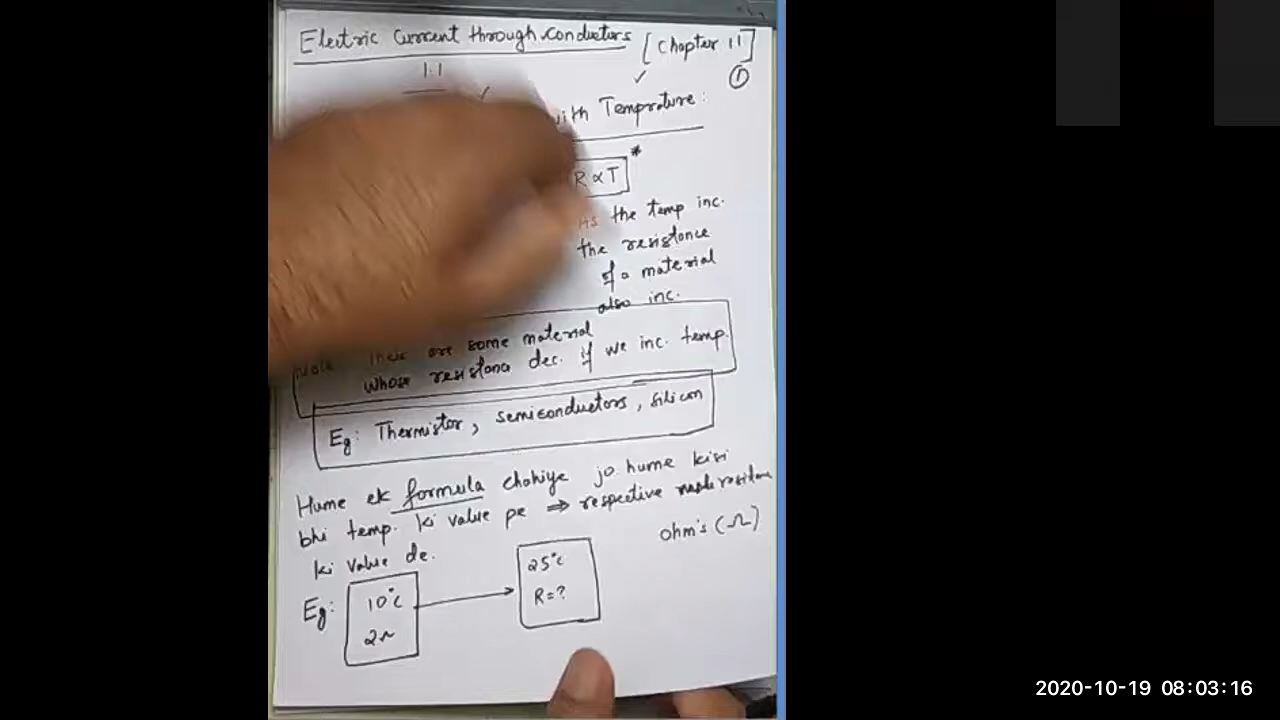 Electric Current through conductors [Chapter 11]
11.1
①
with Temprature:
R ∝ T *
As the temp inc.
the resistance
of a material
also inc.
Their are some material
whose resistance dec. if we inc. temp.
Eg: Thermistor, semiconductors, silicon
Hume ek formula chahiye jo hume kisi
bhi temp. ki value pe ⇒ respective
ki value de.
ohm's (Ω)
Eg: 10°C
2Ω
25°C
R=?
2020-10-19 08:03:16